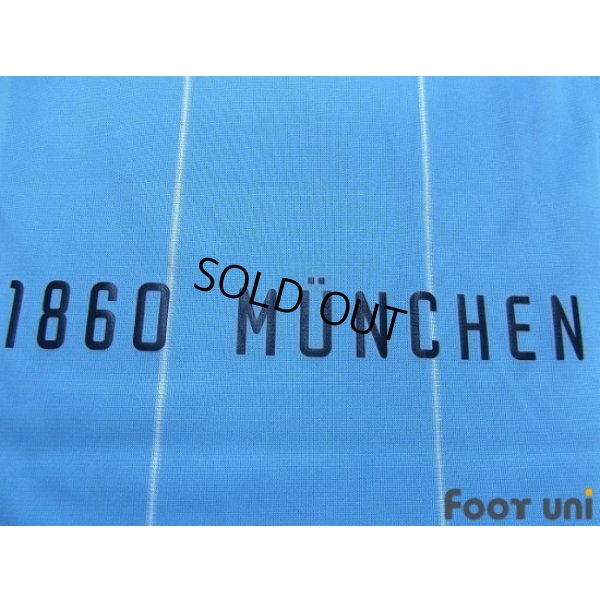 SOLD OUT
1860 MÜNCHEN
Foot uni